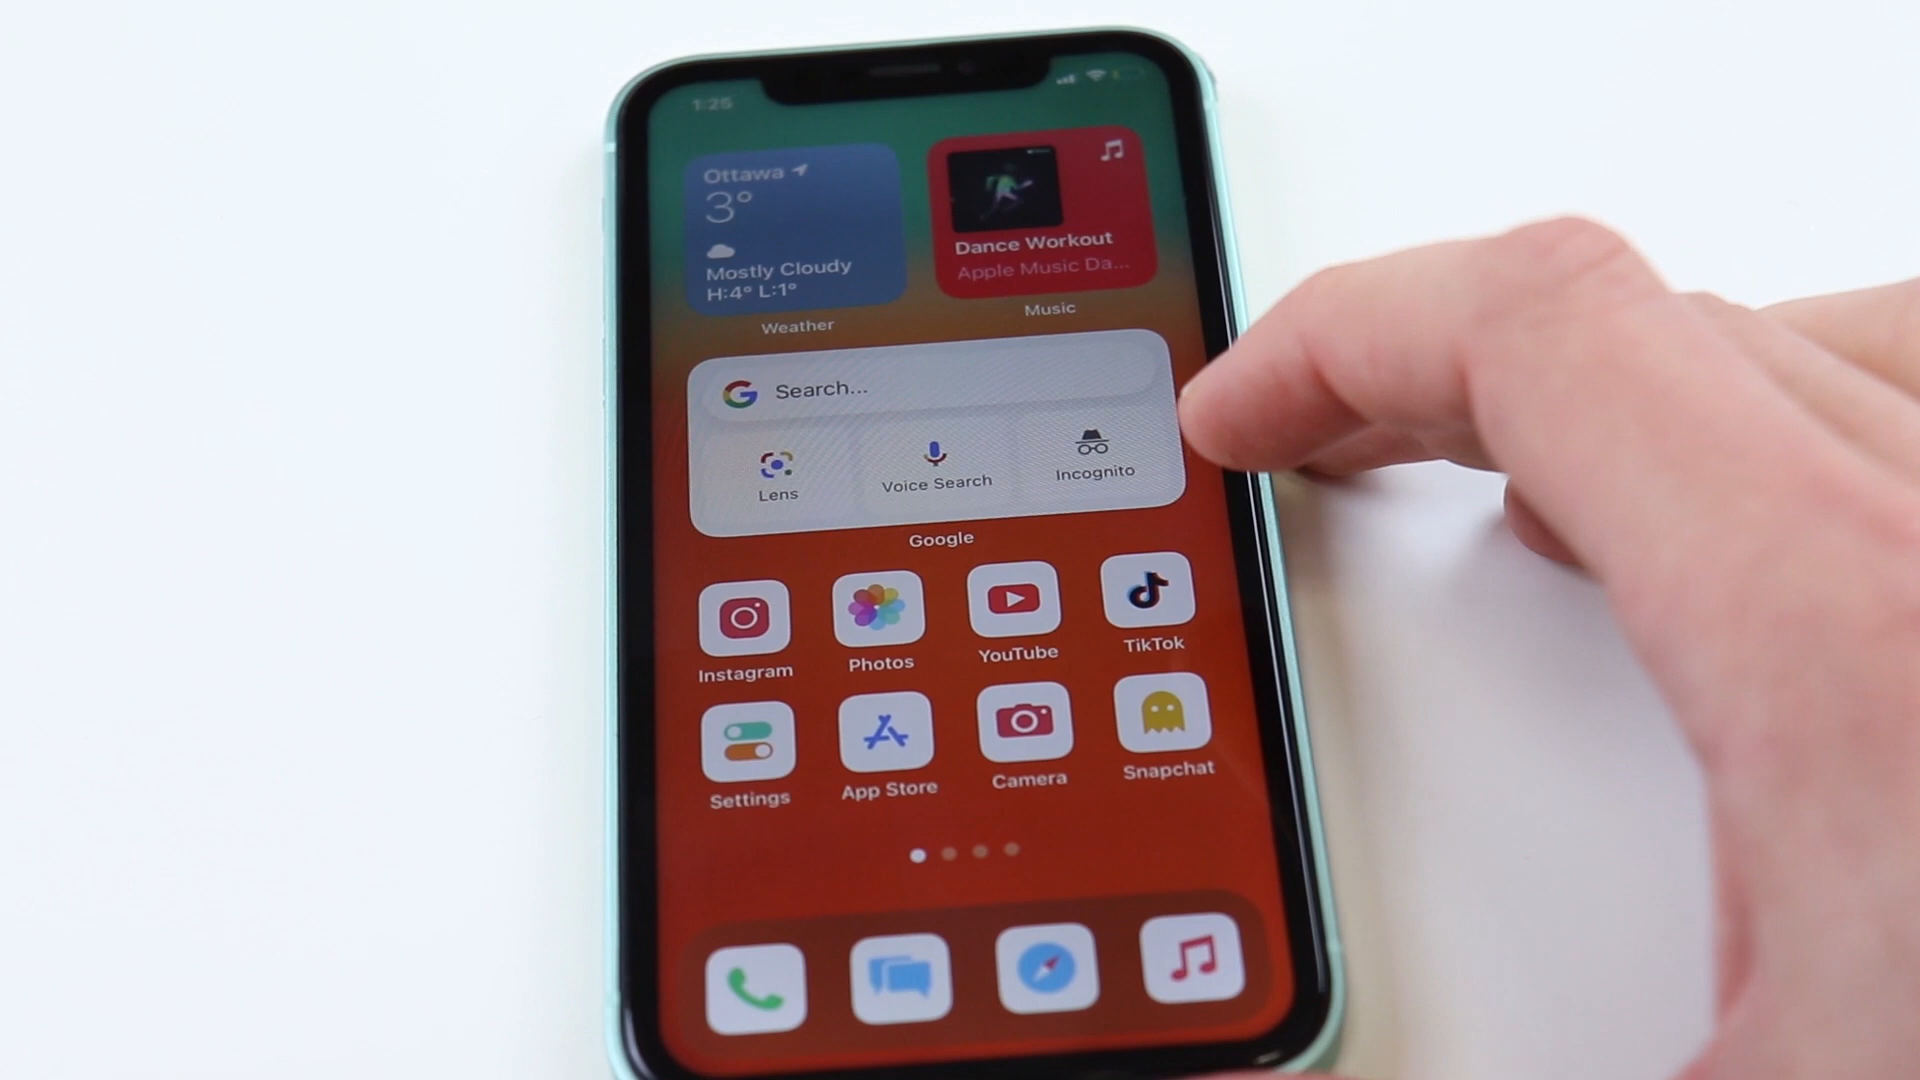 1:25
Ottawa
3°
Mostly Cloudy
H:4° L:1°
Weather
Dance Workout
Apple Music Da...
Music
Search...
Lens
Voice Search
Incognito
Google
Instagram
Photos
YouTube
TikTok
Settings
App Store
Camera
Snapchat